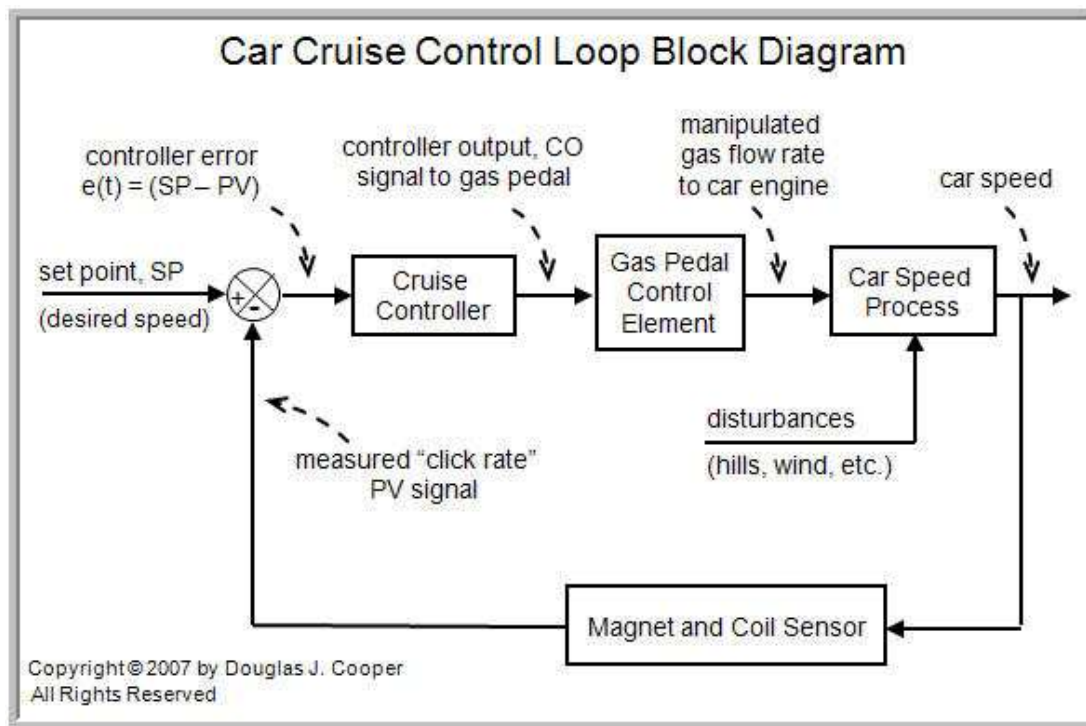 Car Cruise Control Loop Block Diagram
controller error
e(t) = (SP – PV)
controller output, CO
signal to gas pedal
manipulated
gas flow rate
to car engine
car speed
set point, SP
(desired speed)
+
-
Cruise
Controller
Gas Pedal
Control
Element
Car Speed
Process
disturbances
(hills, wind, etc.)
measured “click rate”
PV signal
Magnet and Coil Sensor
Copyright © 2007 by Douglas J. Cooper
All Rights Reserved